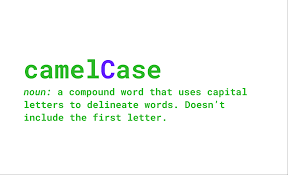 camelCase
noun: a compound word that uses capital
letters to delineate words. Doesn't
include the first letter.